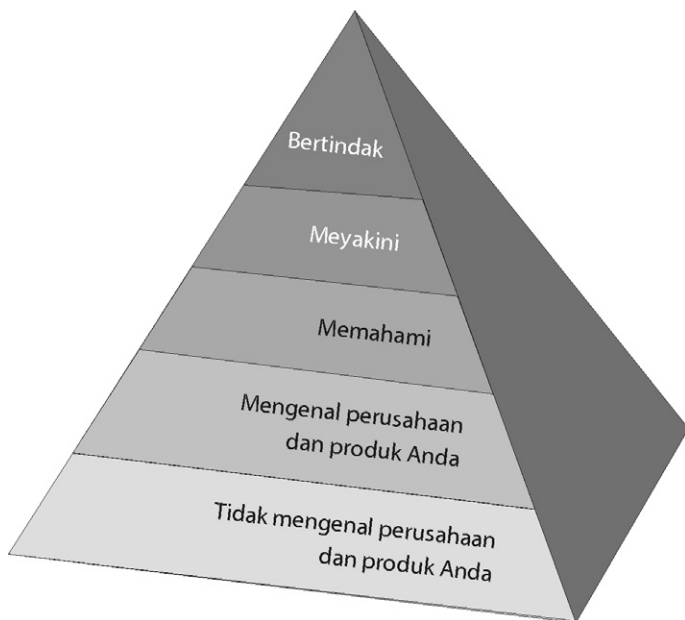 Bertindak
Meyakini
Memahami
Mengenal perusahaan
dan produk Anda
Tidak mengenal perusahaan
dan produk Anda